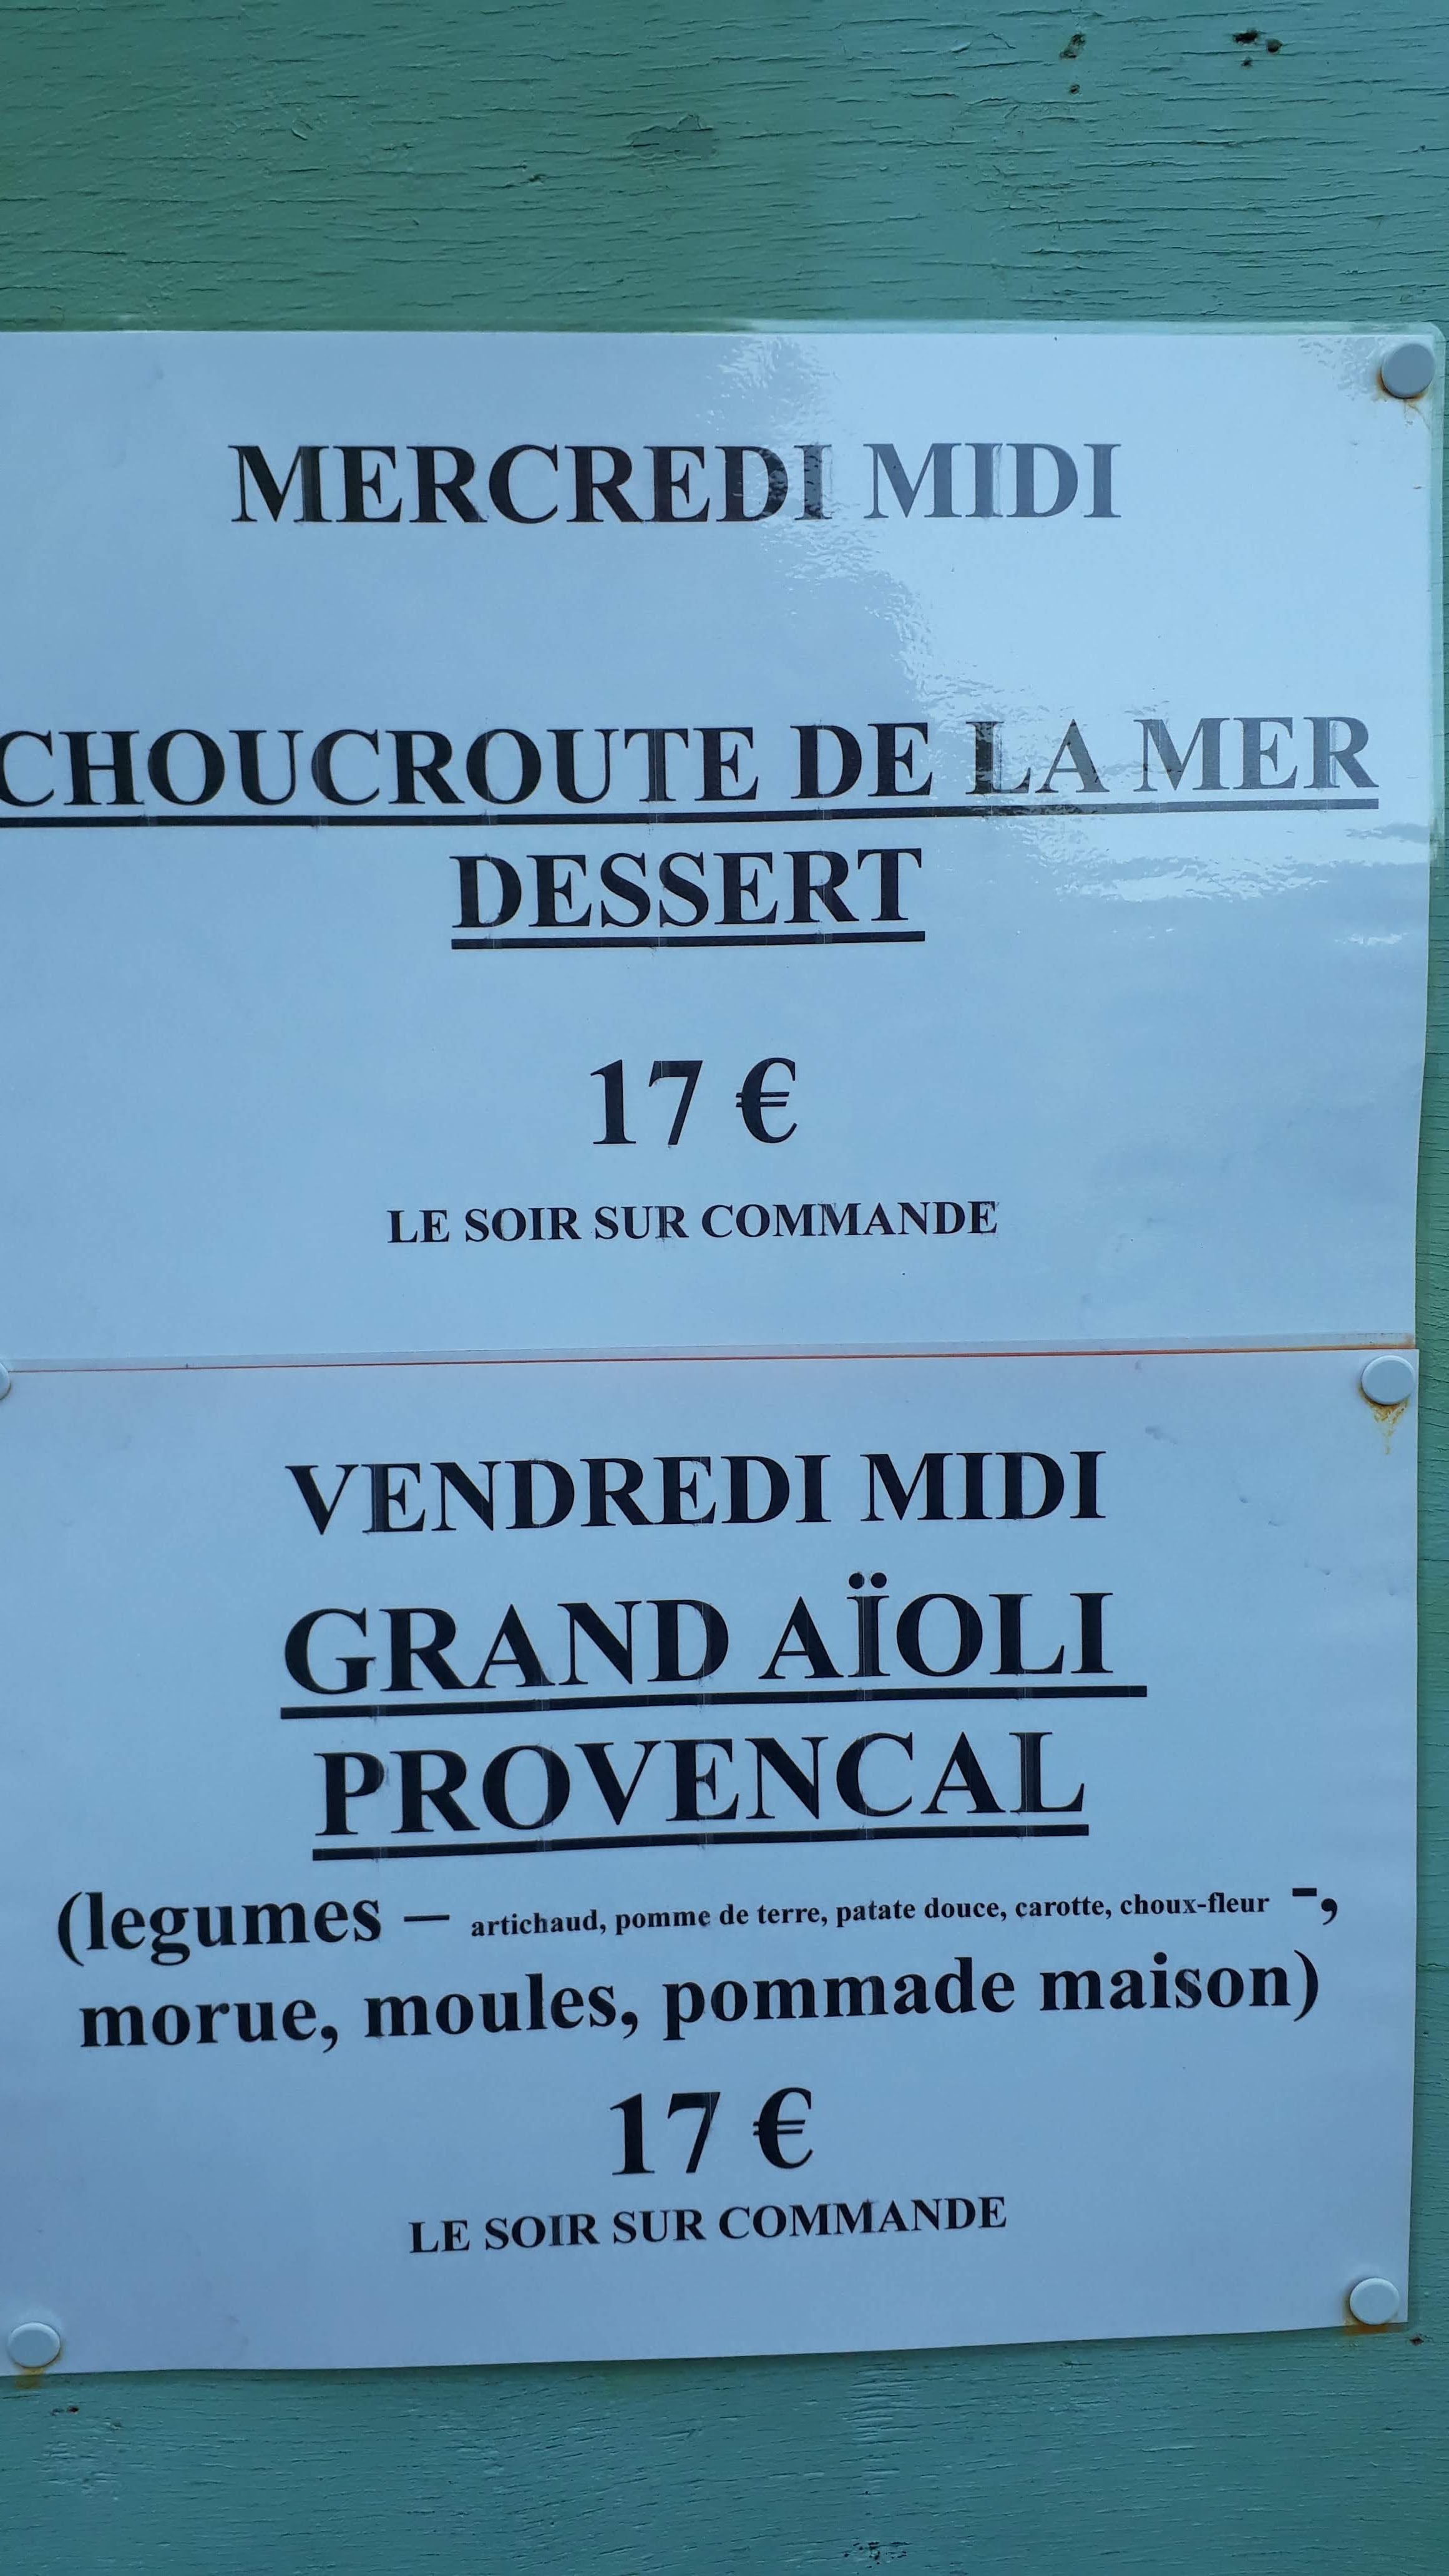 MERCREDI MIDI
CHOUCROUTE DE LA MER
DESSERT
17 €
LE SOIR SUR COMMANDE
VENDREDI MIDI
GRAND AÏOLI
PROVENCAL
(legumes – artichaud, pomme de terre, patate douce, carotte, choux-fleur -,
morue, moules, pommade maison)
17 €
LE SOIR SUR COMMANDE